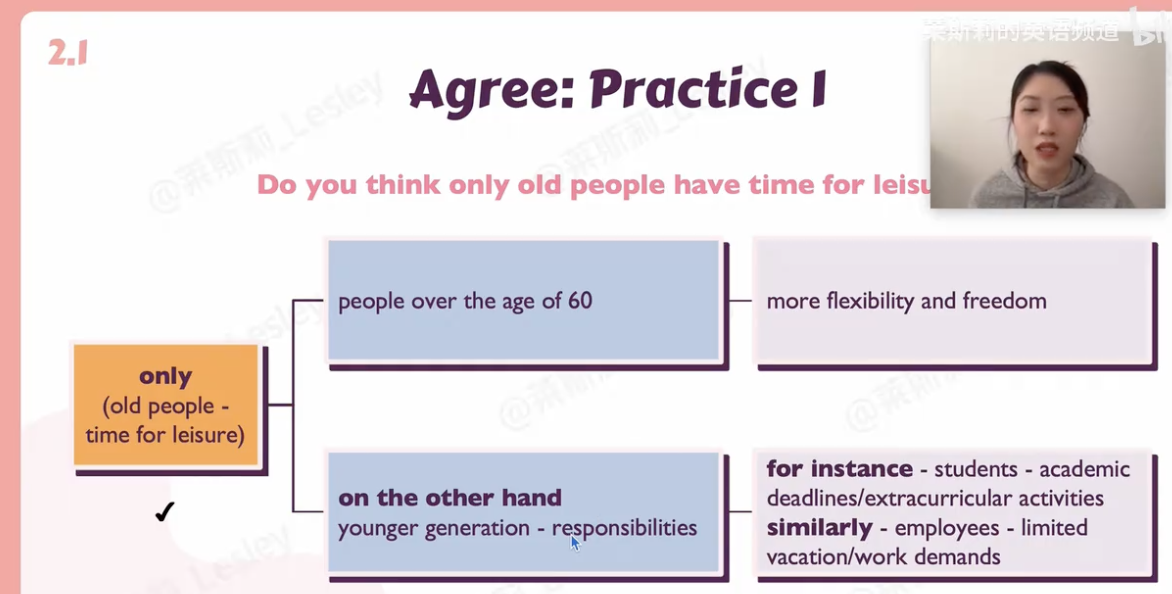 莱斯莉的英语频道 bili
2.1
Agree: Practice 1
Do you think only old people have time for leisu
people over the age of 60
more flexibility and freedom
only
(old people -
time for leisure)
on the other hand
younger generation - responsibilities
for instance - students - academic
deadlines/extracurricular activities
similarly - employees - limited
vacation/work demands
✓
@莱斯莉_Lesley